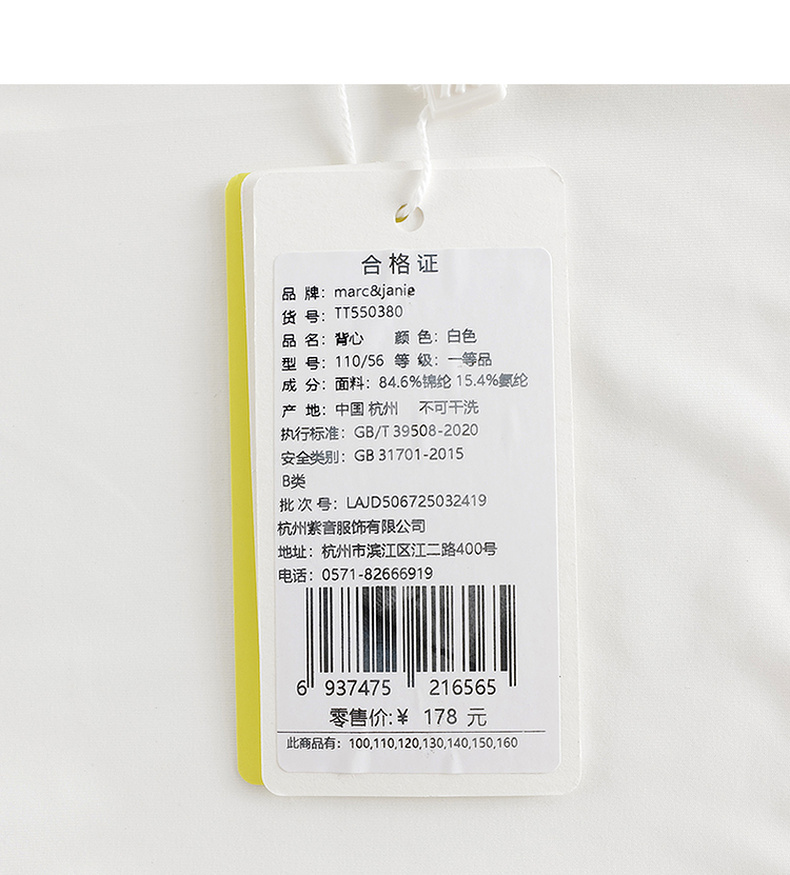 合格证
品 牌：marc&janie
货 号：TT550380
品 名：背心 颜 色：白色
型 号：110/56 等 级：一等品
成 分：面料：84.6%锦纶 15.4%氨纶
产 地：中国 杭州 不可干洗
执行标准：GB/T 39508-2020
安全类别：GB 31701-2015
B类
批 次 号：LAJD506725032419
杭州紫音服饰有限公司
地址：杭州市滨江区江二路400号
电话：0571-82666919
6 937475 216565
零售价:¥ 178 元
此商品有：100,110,120,130,140,150,160